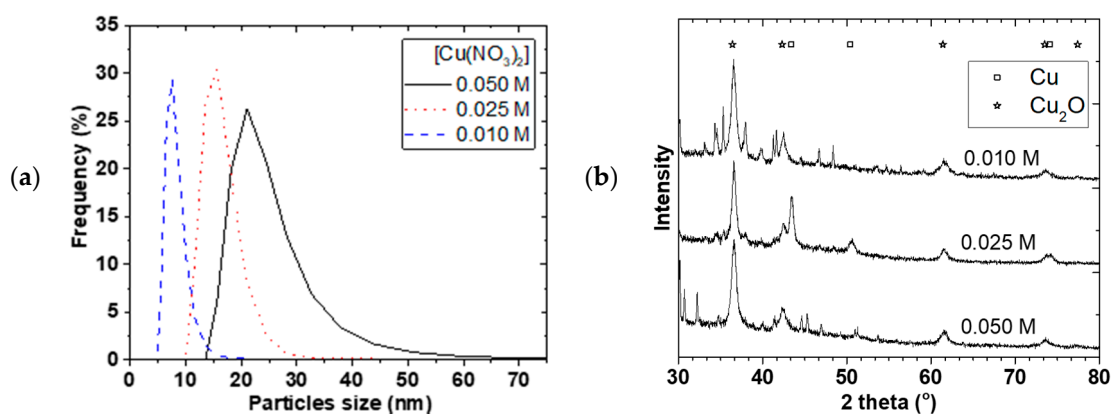 (a)
Frequency (%)
35
30
25
20
15
10
5
0
0 10 20 30 40 50 60 70
Particles size (nm)
[Cu(NO₃)₂]
0.050 M
0.025 M
0.010 M
(b)
Intensity
Cu
Cu₂O
0.010 M
0.025 M
0.050 M
30 40 50 60 70 80
2 theta (°)